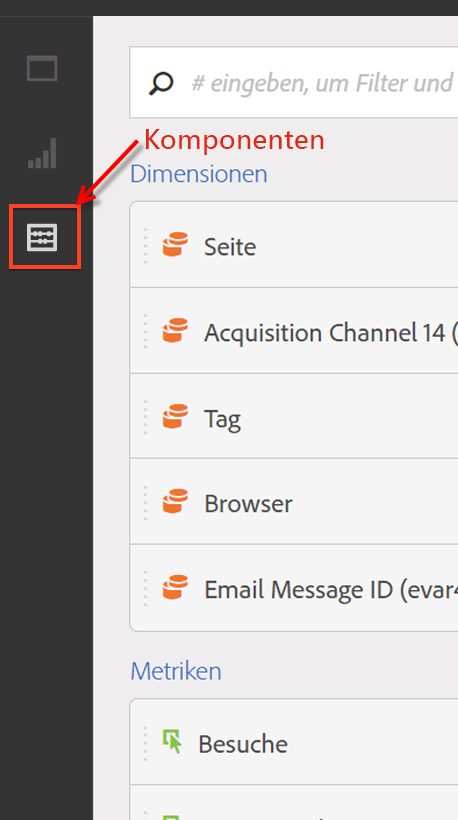 # eingeben, um Filter und
Komponenten
Dimensionen
Seite
Acquisition Channel 14 (
Tag
Browser
Email Message ID (evar4
Metriken
Besuche